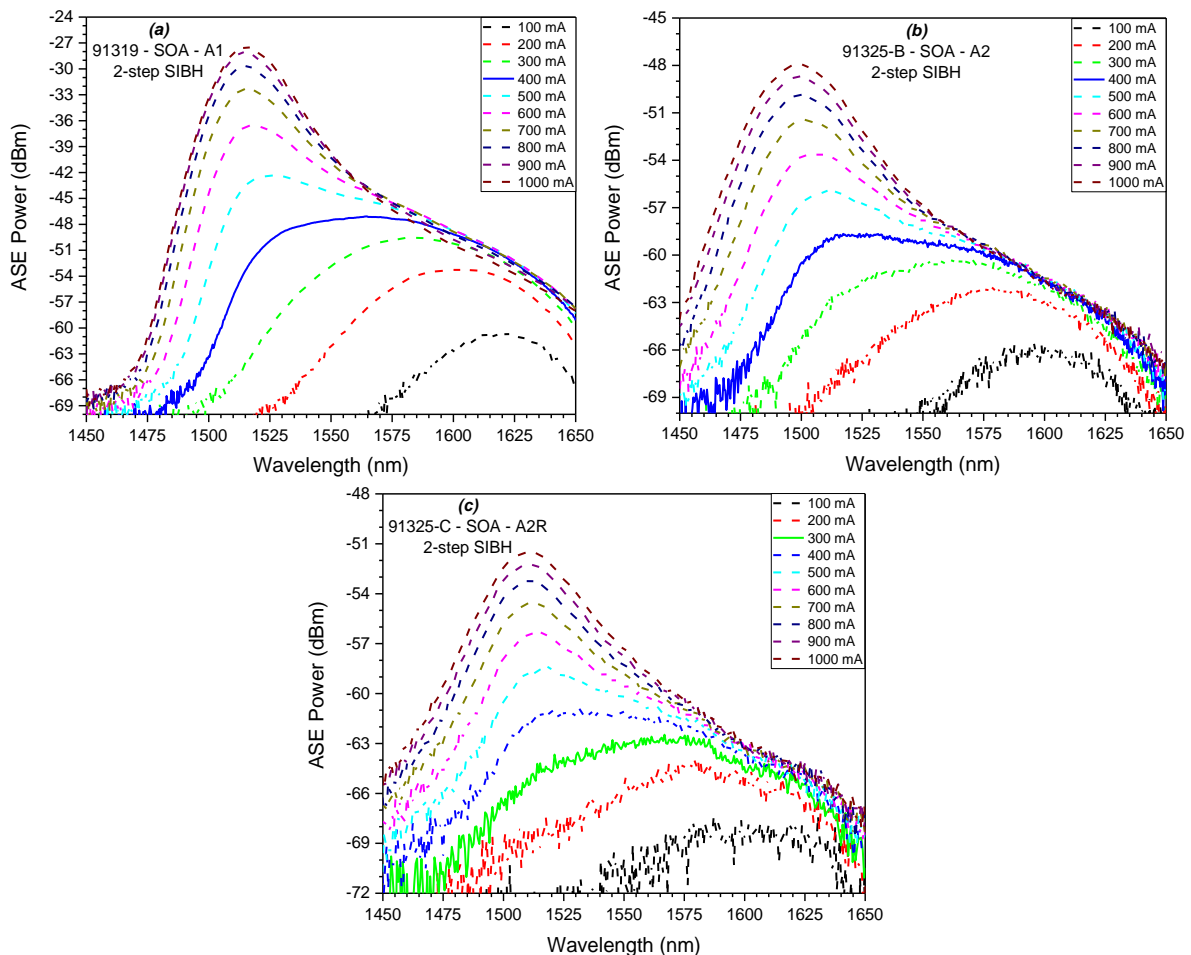 (a)
91319 - SOA - A1
2-step SIBH
100 mA
200 mA
300 mA
400 mA
500 mA
600 mA
700 mA
800 mA
900 mA
1000 mA
ASE Power (dBm)
-24
-27
-30
-33
-36
-39
-42
-45
-48
-51
-54
-57
-60
-63
-66
-69
1450 1475 1500 1525 1550 1575 1600 1625 1650
Wavelength (nm)
(b)
91325-B - SOA - A2
2-step SIBH
100 mA
200 mA
300 mA
400 mA
500 mA
600 mA
700 mA
800 mA
900 mA
1000 mA
ASE Power (dBm)
-45
-48
-51
-54
-57
-60
-63
-66
-69
1450 1475 1500 1525 1550 1575 1600 1625 1650
Wavelength (nm)
(c)
91325-C - SOA - A2R
2-step SIBH
100 mA
200 mA
300 mA
400 mA
500 mA
600 mA
700 mA
800 mA
900 mA
1000 mA
ASE Power (dBm)
-48
-51
-54
-57
-60
-63
-66
-69
-72
1450 1475 1500 1525 1550 1575 1600 1625 1650
Wavelength (nm)